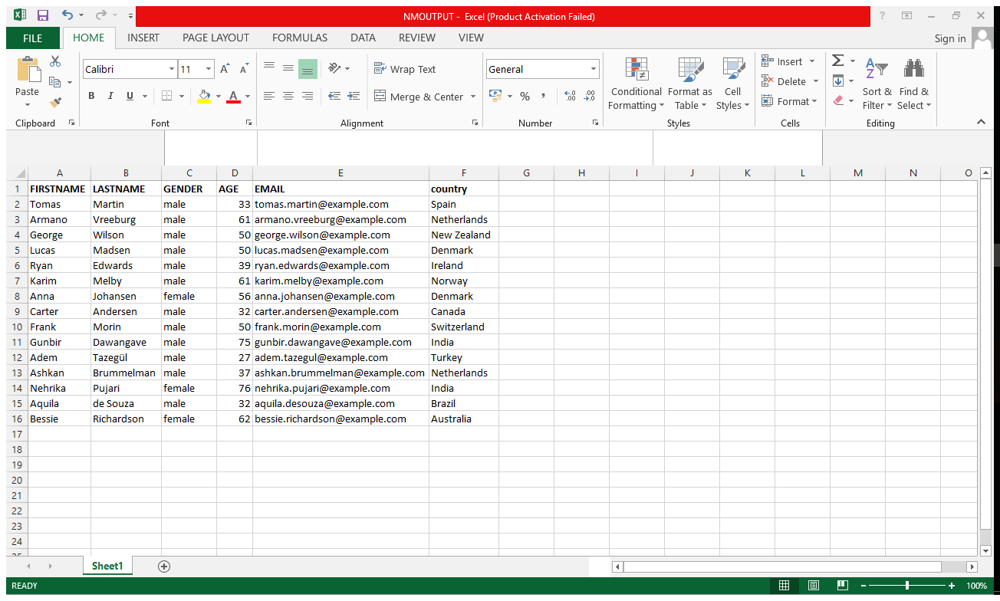 NMOUTPUT - Excel (Product Activation Failed)
?
FILE HOME INSERT PAGE LAYOUT FORMULAS DATA REVIEW VIEW Sign in
Calibri 11 Wrap Text General Insert
Paste B I U A Merge & Center % , Delete
Conditional Formatting Format as Table Cell Styles Format Sort & Filter Find & Select
Clipboard Font Alignment Number Styles Cells Editing
A B C D E F G H I J K L M N O
1 FIRSTNAME LASTNAME GENDER AGE EMAIL country
2 Tomas Martin male 33 tomas.martin@example.com Spain
3 Armano Vreeburg male 61 armano.vreeburg@example.com Netherlands
4 George Wilson male 50 george.wilson@example.com New Zealand
5 Lucas Madsen male 50 lucas.madsen@example.com Denmark
6 Ryan Edwards male 39 ryan.edwards@example.com Ireland
7 Karim Melby male 61 karim.melby@example.com Norway
8 Anna Johansen female 56 anna.johansen@example.com Denmark
9 Carter Andersen male 32 carter.andersen@example.com Canada
10 Frank Morin male 50 frank.morin@example.com Switzerland
11 Gunbir Dawangave male 75 gunbir.dawangave@example.com India
12 Adem Tazegül male 27 adem.tazegul@example.com Turkey
13 Ashkan Brummelman male 37 ashkan.brummelman@example.com Netherlands
14 Nehrika Pujari female 76 nehrika.pujari@example.com India
15 Aquila de Souza male 32 aquila.desouza@example.com Brazil
16 Bessie Richardson female 62 bessie.richardson@example.com Australia
17
18
19
20
21
22
23
24
25
Sheet1
READY 100%